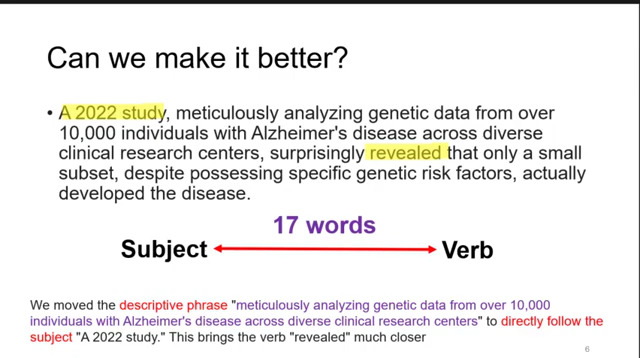 Can we make it better?
• A 2022 study, meticulously analyzing genetic data from over
10,000 individuals with Alzheimer's disease across diverse
clinical research centers, surprisingly revealed that only a small
subset, despite possessing specific genetic risk factors, actually
developed the disease.
17 words
Subject Verb
We moved the descriptive phrase "meticulously analyzing genetic data from over 10,000
individuals with Alzheimer's disease across diverse clinical research centers" to directly follow the
subject "A 2022 study." This brings the verb "revealed" much closer
6